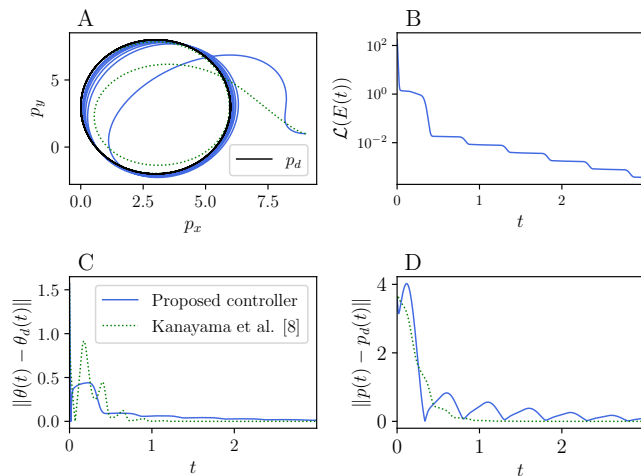 A
5
0
p_y
0.0 2.5 5.0 7.5
p_x
p_d
B
10^2
10^0
10^{-2}
\mathcal{L}(E(t))
0 1 2
t
C
1.5
1.0
0.5
0.0
||θ(t) − θ_d(t)||
0 1 2
t
Proposed controller
Kanayama et al. [8]
D
4
2
0
||p(t) − p_d(t)||
0 1 2
t